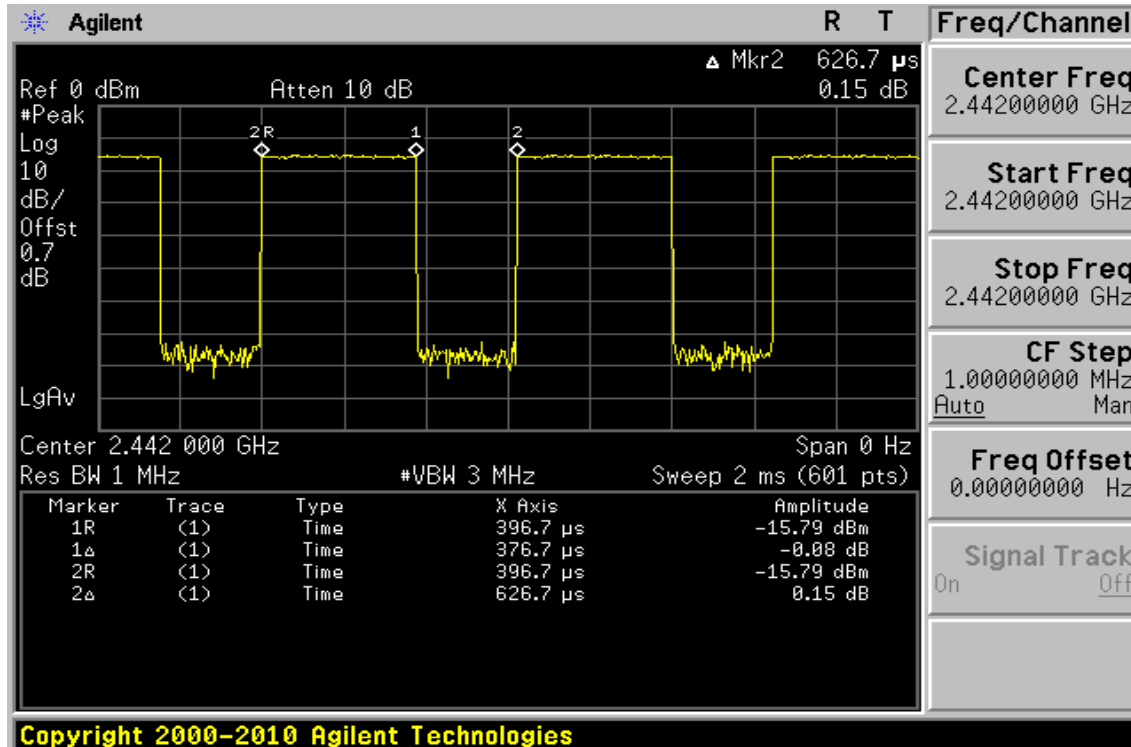 Agilent R T
Δ Mkr2 626.7 µs
Ref 0 dBm Atten 10 dB 0.15 dB
#Peak
Log
10
dB/
Offst
0.7
dB
LgAv
2R 1 2
Center 2.442 000 GHz Span 0 Hz
Res BW 1 MHz #VBW 3 MHz Sweep 2 ms (601 pts)
Marker Trace Type X Axis Amplitude
1R (1) Time 396.7 µs -15.79 dBm
1Δ (1) Time 376.7 µs -0.08 dB
2R (1) Time 396.7 µs -15.79 dBm
2Δ (1) Time 626.7 µs 0.15 dB
Copyright 2000-2010 Agilent Technologies
Freq/Channel
Center Freq
2.44200000 GHz
Start Freq
2.44200000 GHz
Stop Freq
2.44200000 GHz
CF Step
1.00000000 MHz
Auto Man
Freq Offset
0.00000000 Hz
Signal Track
On Off